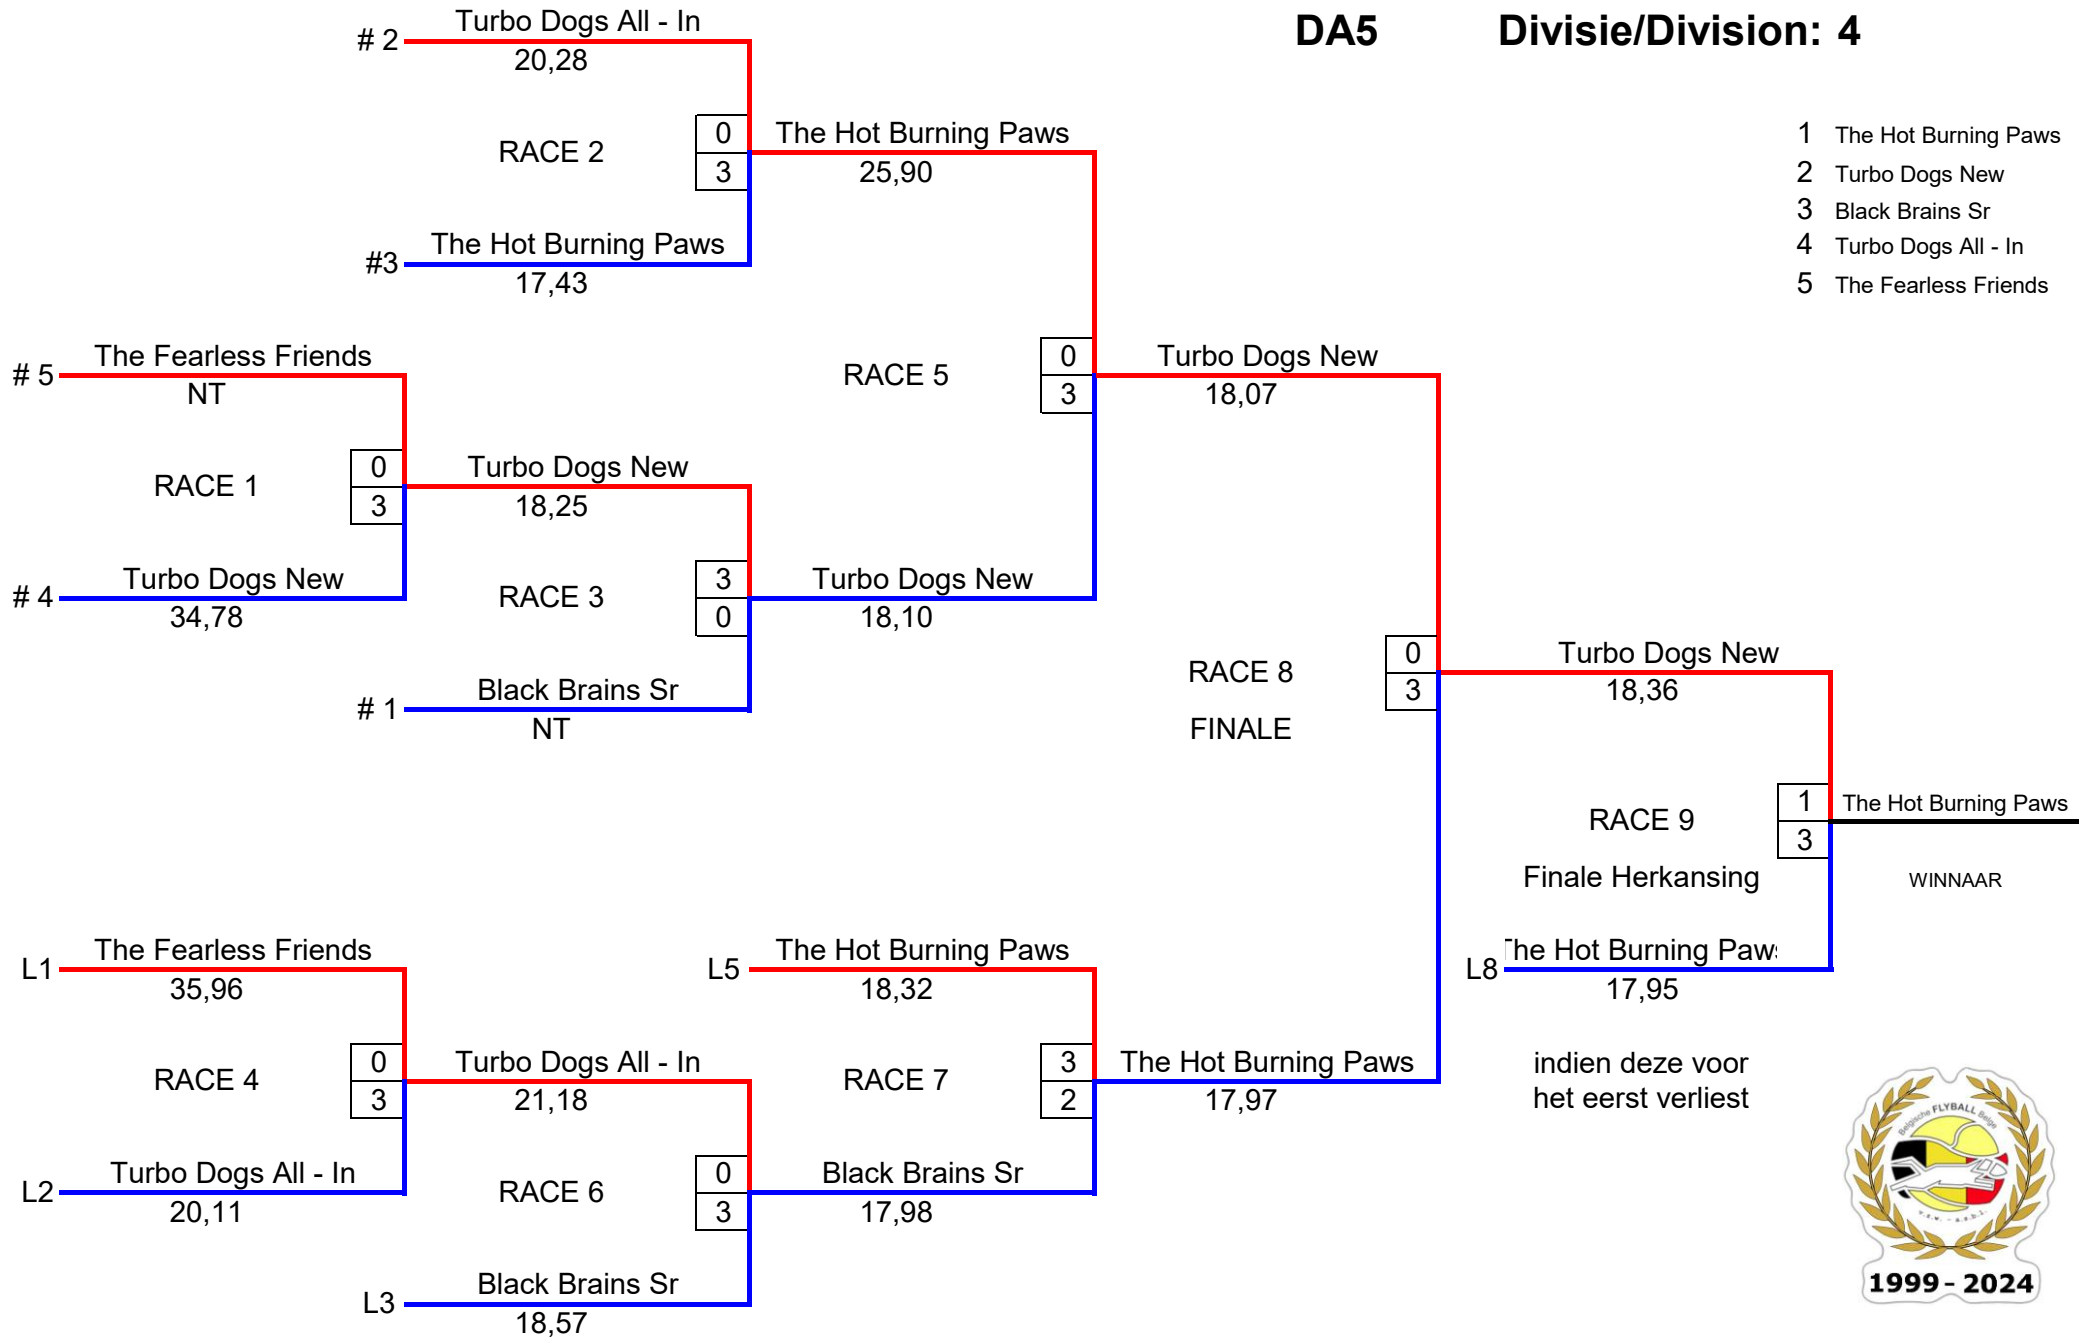 DA5 Divisie/Division: 4
# 2 Turbo Dogs All - In
20,28
RACE 2
0
3
#3 The Hot Burning Paws
17,43
The Hot Burning Paws
25,90
1 The Hot Burning Paws
2 Turbo Dogs New
3 Black Brains Sr
4 Turbo Dogs All - In
5 The Fearless Friends
# 5 The Fearless Friends
NT
RACE 1
0
3
# 4 Turbo Dogs New
34,78
Turbo Dogs New
18,25
RACE 3
3
0
# 1 Black Brains Sr
NT
RACE 5
0
3
Turbo Dogs New
18,10
Turbo Dogs New
18,07
RACE 8
FINALE
0
3
Turbo Dogs New
18,36
RACE 9
Finale Herkansing
1
3
The Hot Burning Paws
WINNAAR
L8 The Hot Burning Paws
17,95
indien deze voor
het eerst verliest
L1 The Fearless Friends
35,96
RACE 4
0
3
L2 Turbo Dogs All - In
20,11
Turbo Dogs All - In
21,18
RACE 6
0
3
L3 Black Brains Sr
18,57
L5 The Hot Burning Paws
18,32
RACE 7
3
2
Black Brains Sr
17,98
The Hot Burning Paws
17,97
Belgische FLYBALL Belge
v.z.w. - a.s.b.l.
1999 - 2024